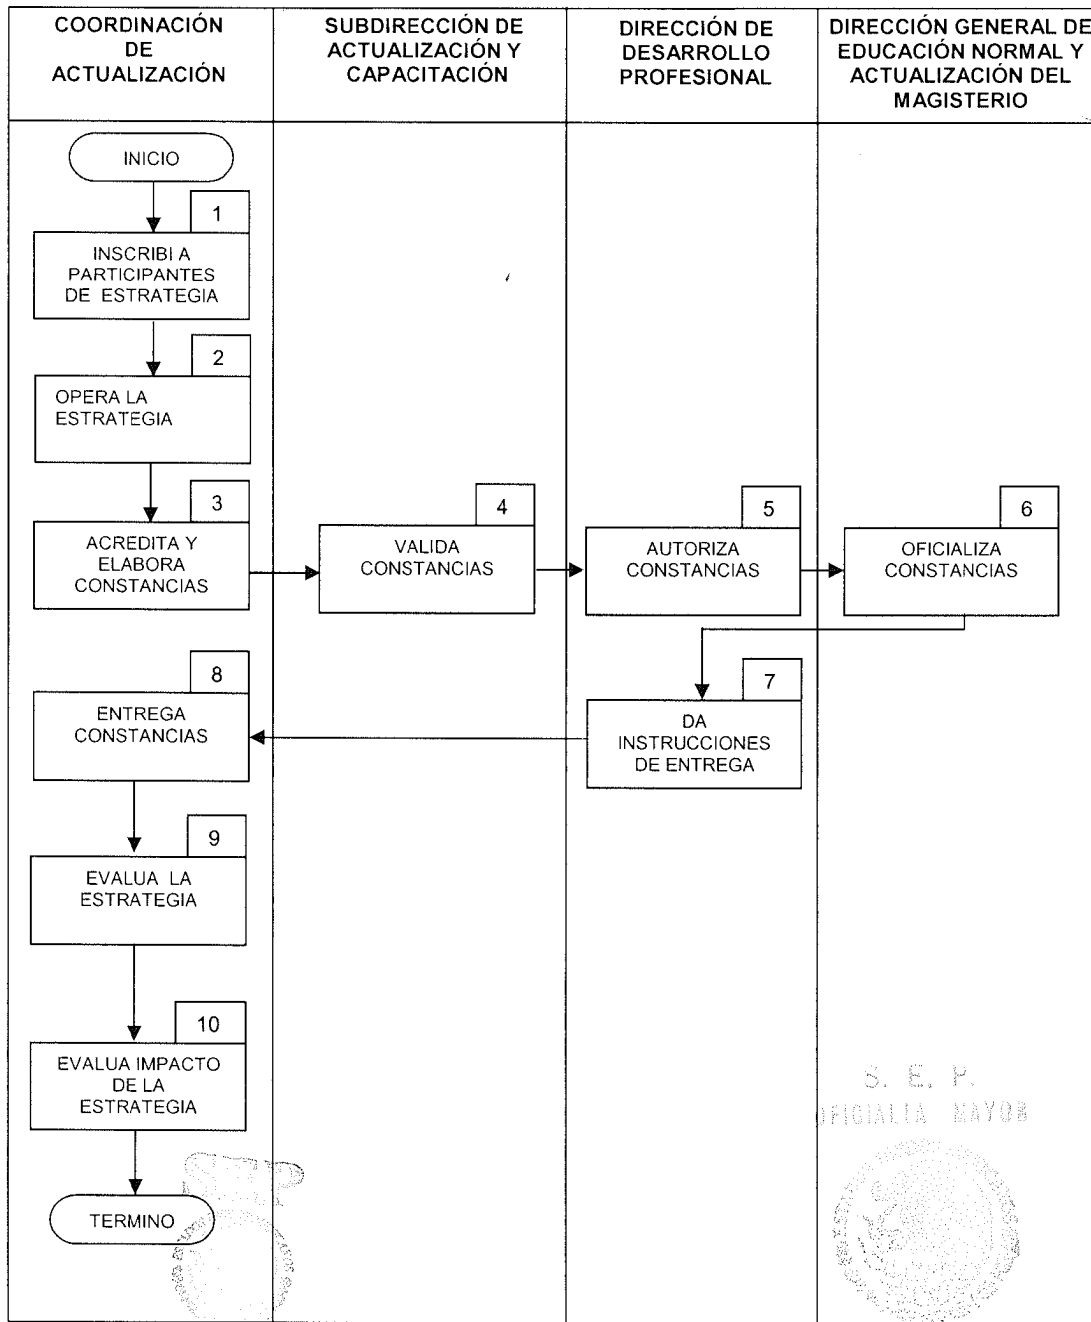 COORDINACIÓN
DE
ACTUALIZACIÓN
SUBDIRECCIÓN DE
ACTUALIZACIÓN Y
CAPACITACIÓN
DIRECCIÓN DE
DESARROLLO
PROFESIONAL
DIRECCIÓN GENERAL DE
EDUCACIÓN NORMAL Y
ACTUALIZACIÓN DEL
MAGISTERIO
INICIO
1
INSCRIBI A
PARTICIPANTES
DE ESTRATEGIA
2
OPERA LA
ESTRATEGIA
3
ACREDITA Y
ELABORA
CONSTANCIAS
4
VALIDA
CONSTANCIAS
5
AUTORIZA
CONSTANCIAS
6
OFICIALIZA
CONSTANCIAS
7
DA
INSTRUCCIONES
DE ENTREGA
8
ENTREGA
CONSTANCIAS
9
EVALUA LA
ESTRATEGIA
10
EVALUA IMPACTO
DE LA
ESTRATEGIA
TERMINO
S. E. P.
OFICIALIA MAYOR